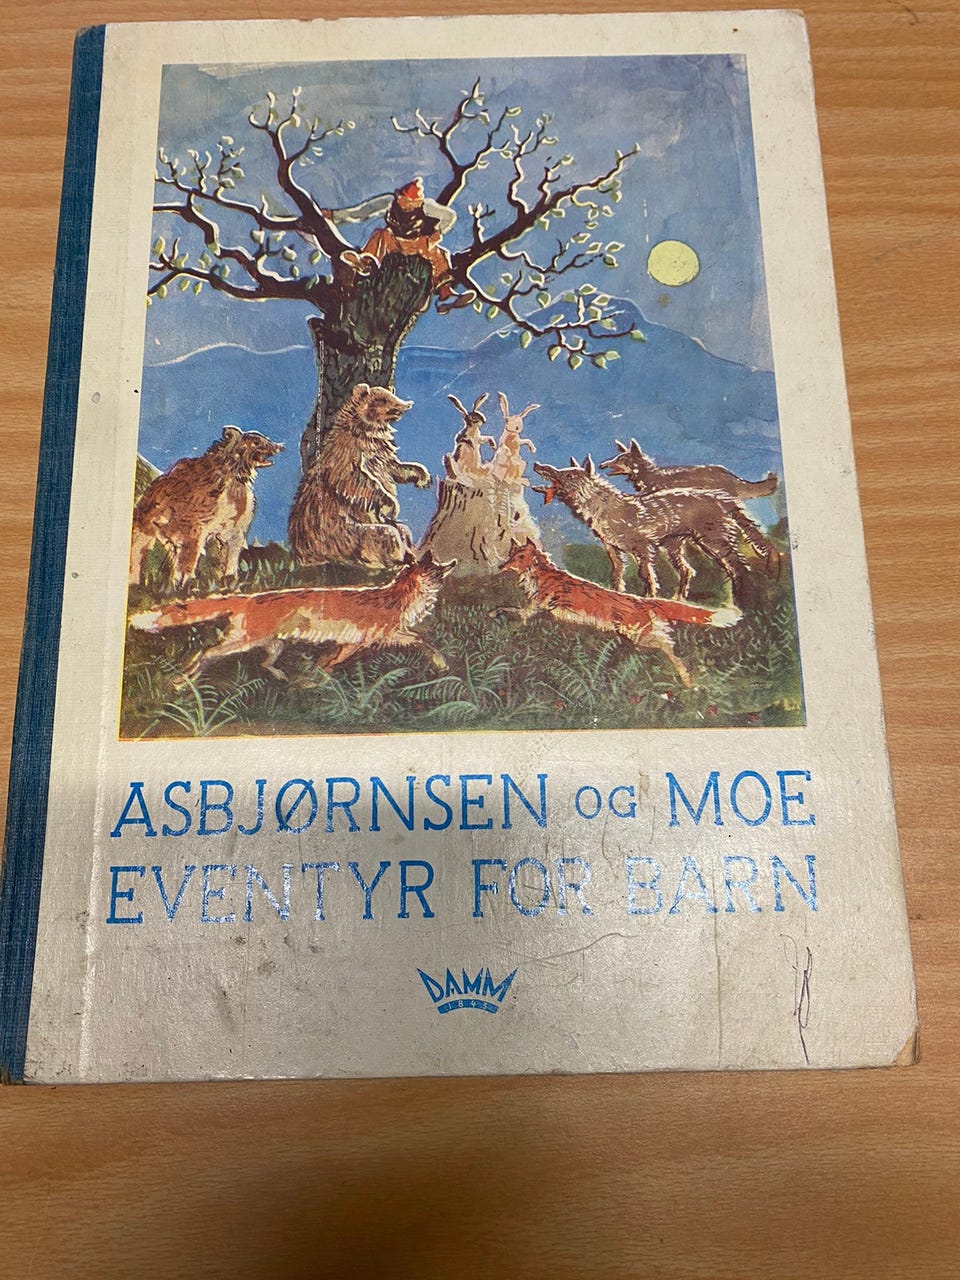 ASBJØRNSEN OG MOE
EVENTYR FOR BARN
DAMM
1843